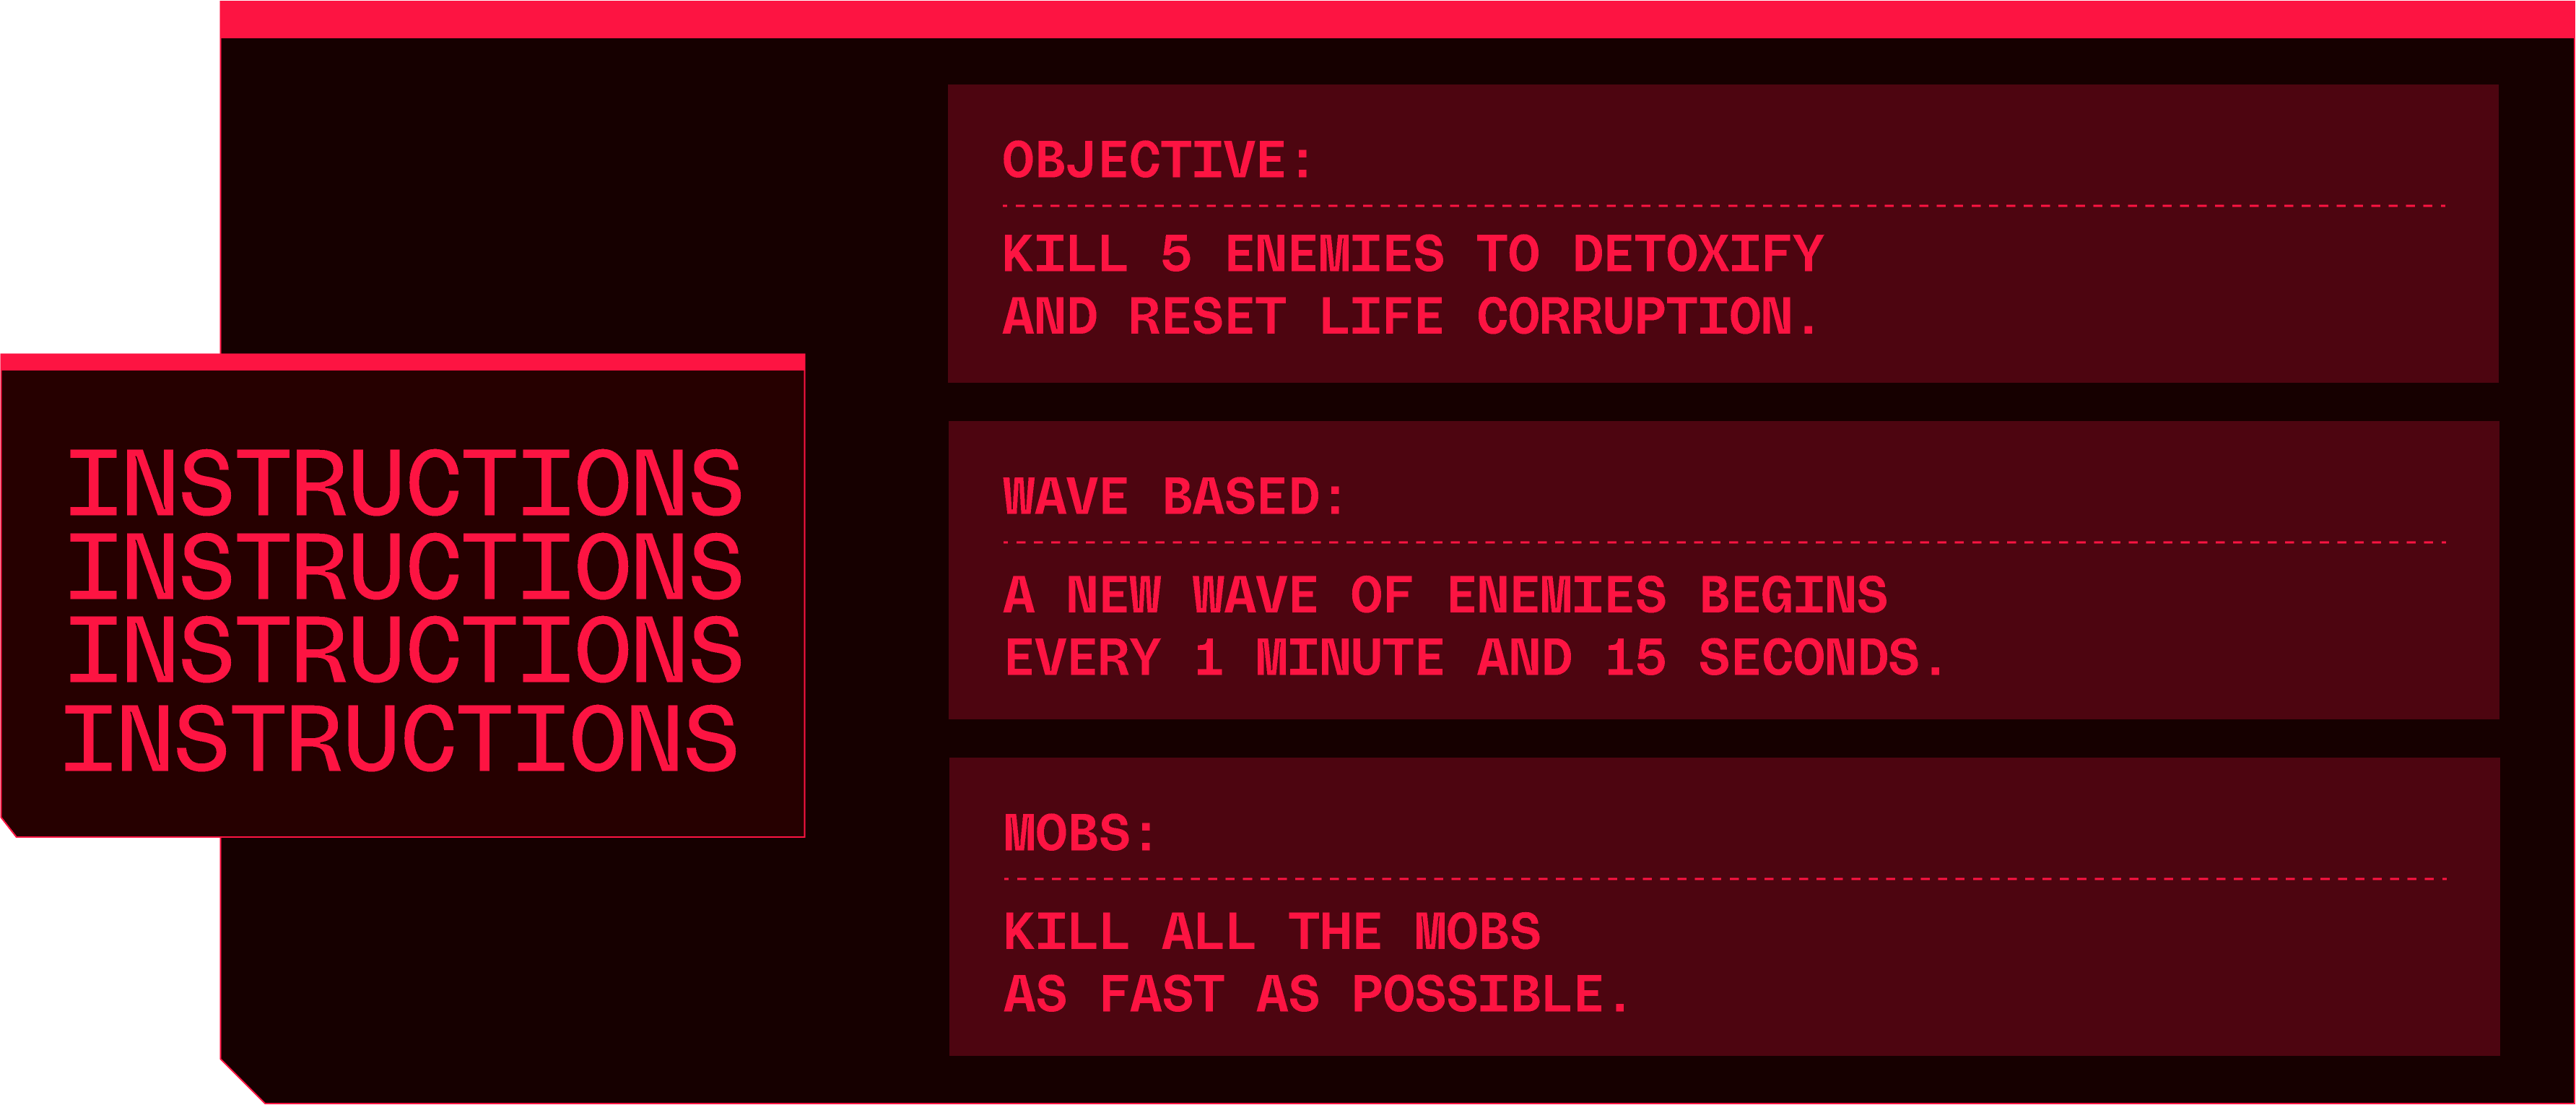 INSTRUCTIONS
INSTRUCTIONS
INSTRUCTIONS
INSTRUCTIONS
OBJECTIVE:
KILL 5 ENEMIES TO DETOXIFY
AND RESET LIFE CORRUPTION.
WAVE BASED:
A NEW WAVE OF ENEMIES BEGINS
EVERY 1 MINUTE AND 15 SECONDS.
MOBS:
KILL ALL THE MOBS
AS FAST AS POSSIBLE.